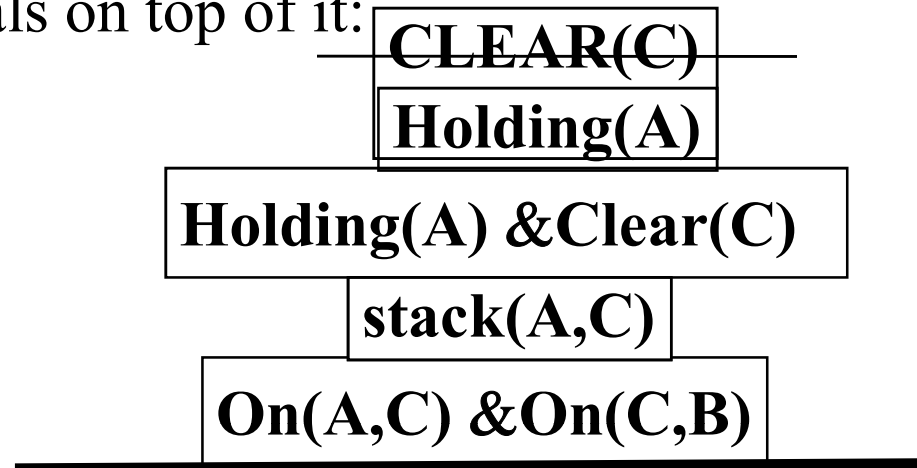 als on top of it:
CLEAR(C)
Holding(A)
Holding(A) &Clear(C)
stack(A,C)
On(A,C) &On(C,B)